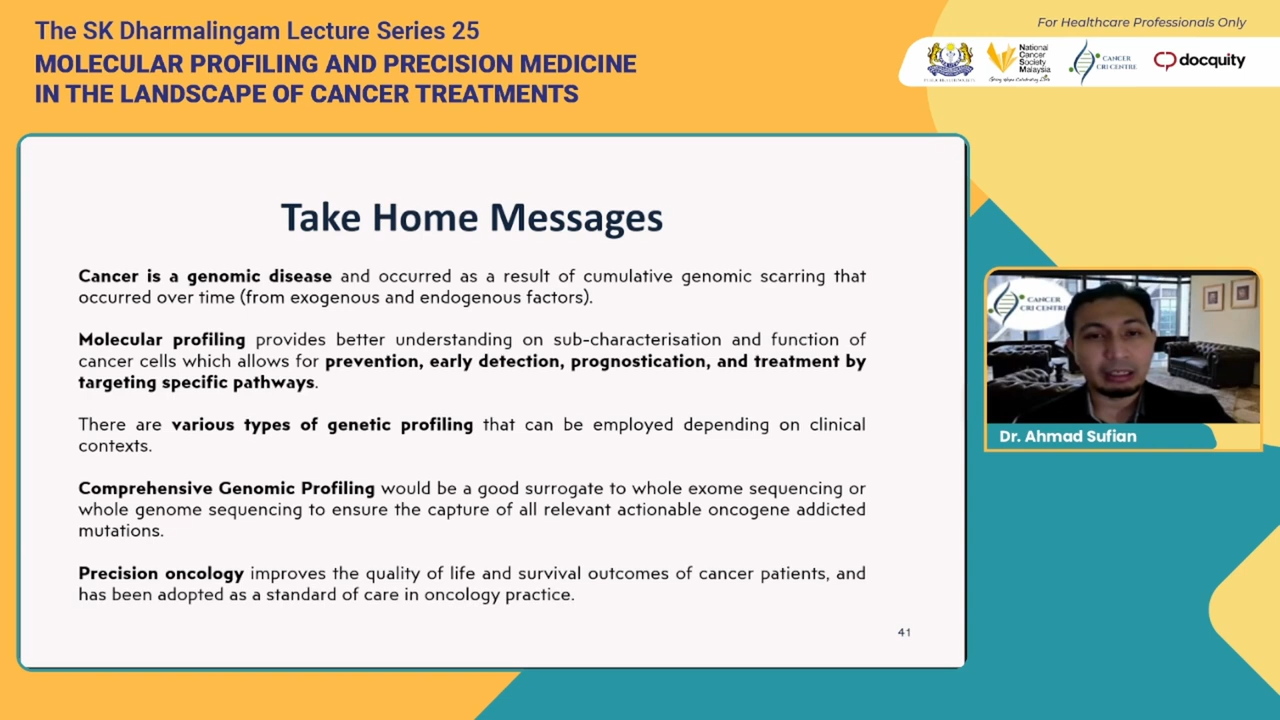 The SK Dharmalingam Lecture Series 25
MOLECULAR PROFILING AND PRECISION MEDICINE
IN THE LANDSCAPE OF CANCER TREATMENTS
For Healthcare Professionals Only
National
Cancer
Society
Malaysia
CANCER
CRI CENTRE
docquity
Take Home Messages
Cancer is a genomic disease and occurred as a result of cumulative genomic scarring that
occurred over time (from exogenous and endogenous factors).
Molecular profiling provides better understanding on sub-characterisation and function of
cancer cells which allows for prevention, early detection, prognostication, and treatment by
targeting specific pathways.
There are various types of genetic profiling that can be employed depending on clinical
contexts.
Comprehensive Genomic Profiling would be a good surrogate to whole exome sequencing or
whole genome sequencing to ensure the capture of all relevant actionable oncogene addicted
mutations.
Precision oncology improves the quality of life and survival outcomes of cancer patients, and
has been adopted as a standard of care in oncology practice.
41
CANCER
CRI CENTRE
Dr. Ahmad Sufian